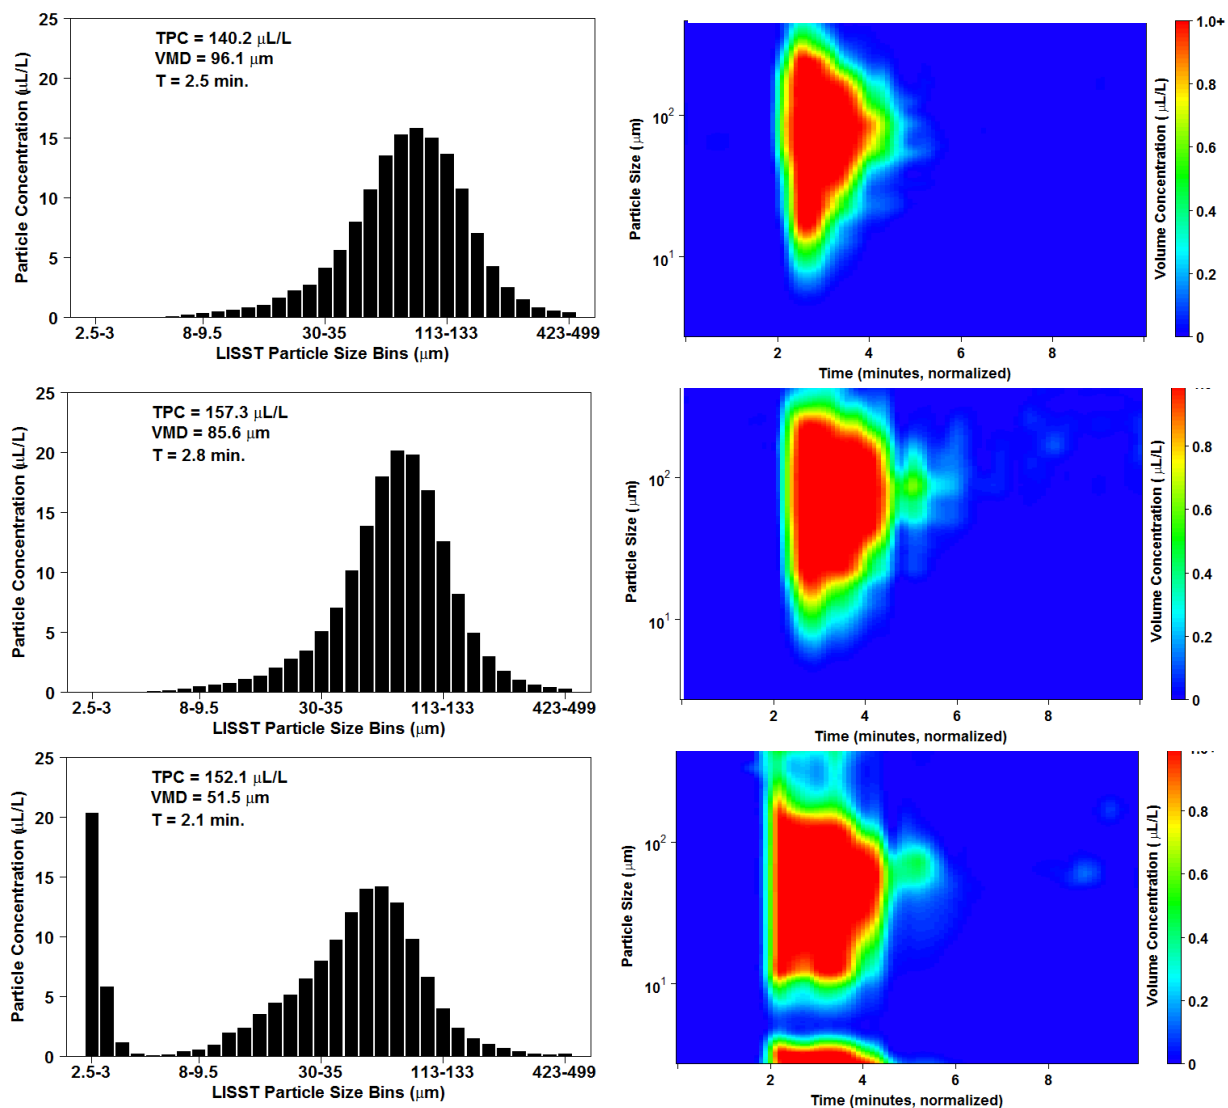 25
20
15
10
5
0
Particle Concentration (μL/L)
TPC = 140.2 μL/L
VMD = 96.1 μm
T = 2.5 min.
2.5-3 8-9.5 30-35 113-133 423-499
LISST Particle Size Bins (μm)
Particle Size (μm)
10²
10¹
2 4 6 8
Time (minutes, normalized)
Volume Concentration ( μL/L)
1.0+
0.8
0.6
0.4
0.2
0
25
20
15
10
5
0
Particle Concentration (μL/L)
TPC = 157.3 μL/L
VMD = 85.6 μm
T = 2.8 min.
2.5-3 8-9.5 30-35 113-133 423-499
LISST Particle Size Bins (μm)
Particle Size (μm)
10²
10¹
2 4 6 8
Time (minutes, normalized)
Volume Concentration ( μL/L)
0.8
0.6
0.4
0.2
0
25
20
15
10
5
0
Particle Concentration (μL/L)
TPC = 152.1 μL/L
VMD = 51.5 μm
T = 2.1 min.
2.5-3 8-9.5 30-35 113-133 423-499
LISST Particle Size Bins (μm)
Particle Size (μm)
10²
10¹
2 4 6 8
Time (minutes, normalized)
Volume Concentration ( μL/L)
0.8
0.6
0.4
0.2
0